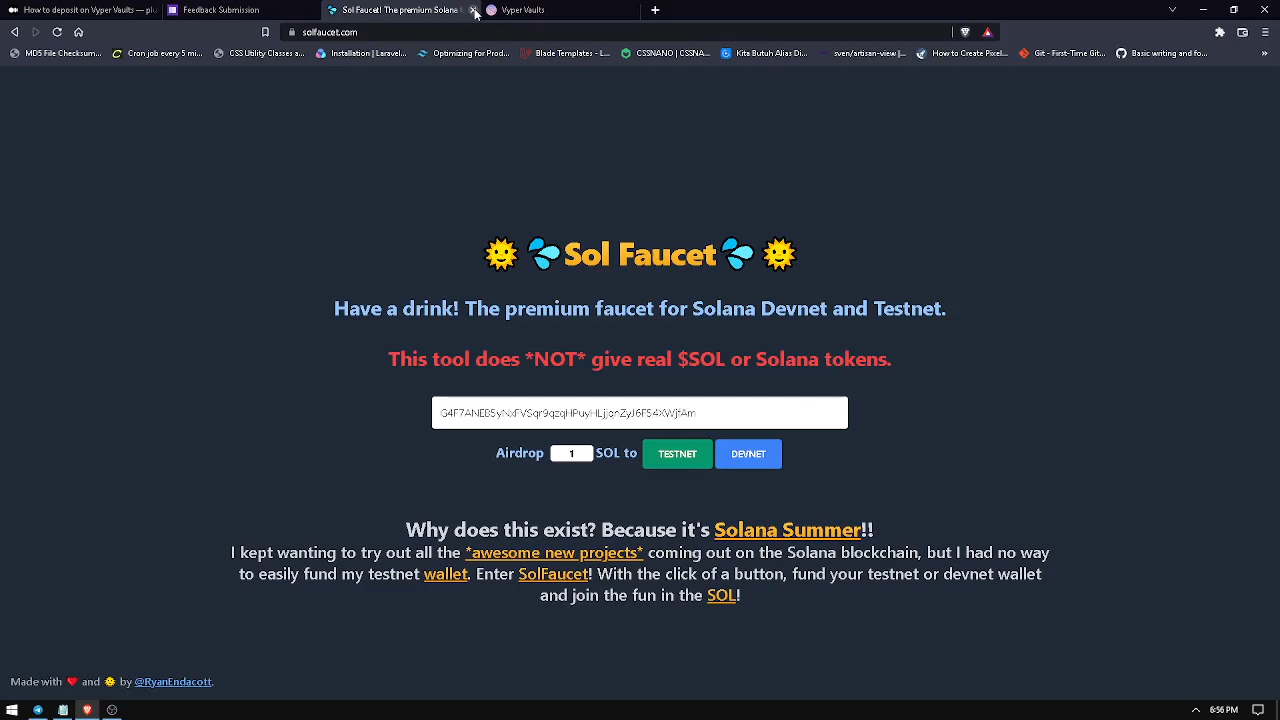 How to deposit on Vyper Vaults — plu
Feedback Submission
Sol Faucet! The premium Solana
Vyper Vaults
solfaucet.com
MD5 File Checksum...
Cron job every 5 mi...
CSS Utility Classes a...
Installation | Laravel...
Optimizing for Prod...
Blade Templates - L...
CSSNANO | CSSNA...
Kita Butuh Alias Di...
sven/artisan-view |...
How to Create Pixel...
Git - First-Time Git...
Basic writing and fo...
Sol Faucet
Have a drink! The premium faucet for Solana Devnet and Testnet.
This tool does *NOT* give real $SOL or Solana tokens.
Airdrop 1 SOL to TESTNET DEVNET
Why does this exist? Because it's Solana Summer!!
I kept wanting to try out all the *awesome new projects* coming out on the Solana blockchain, but I had no way
to easily fund my testnet wallet. Enter SolFaucet! With the click of a button, fund your testnet or devnet wallet
and join the fun in the SOL!
Made with and by @RyanEndacott.
6:56 PM